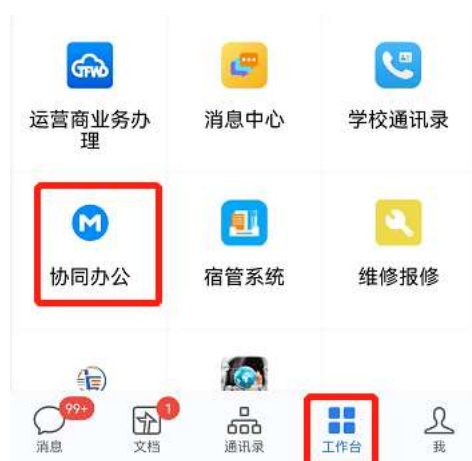 GFWD
运营商业务办
理
消息中心
学校通讯录
M
协同办公
宿管系统
维修报修
99+
1
消息
文档
通讯录
工作台
我